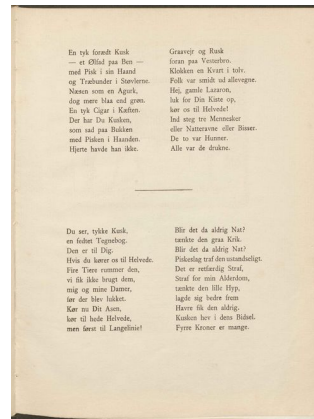 En tyk forædt Kusk
— et Ølfad paa Ben —
med Pisk i sin Haand
og Træbunder i Støvlerne.
Næsen som en Agurk,
dog mere blaa end grøn.
En tyk Cigar i Kæften.
Der har Du Kusken,
som sad paa Bukken
med Pisken i Haanden.
Hjerte havde han ikke.
Graavejr og Rusk
foran paa Vesterbro.
Klokken en Kvart i tolv.
Folk var smidt ud allevegne.
Hej, gamle Lazaron,
luk for Din Kiste op,
kør os til Helvede!
Ind steg tre Mennesker
eller Natteravne eller Bisser.
De to var Hunner.
Alle var de drukne.
Du ser, tykke Kusk,
en fedtet Tegnebog.
Den er til Dig.
Hvis du kører os til Helvede.
Fire Tiere rummer den,
vi fik ikke brugt dem,
mig og mine Damer,
før der blev lukket.
Kør nu Dit Asen,
kør til hede Helvede,
men først til Langelinie!
Blir det da aldrig Nat?
tænkte den graa Krik.
Blir det da aldrig Nat?
Piskeslag traf den ustandseligt.
Det er retfærdig Straf,
Straf for min Alderdom,
tænkte den lille Hyp,
lagde sig bedre frem
Havre fik den aldrig.
Kusken hev i dens Bidsel.
Fyrre Kroner er mange.